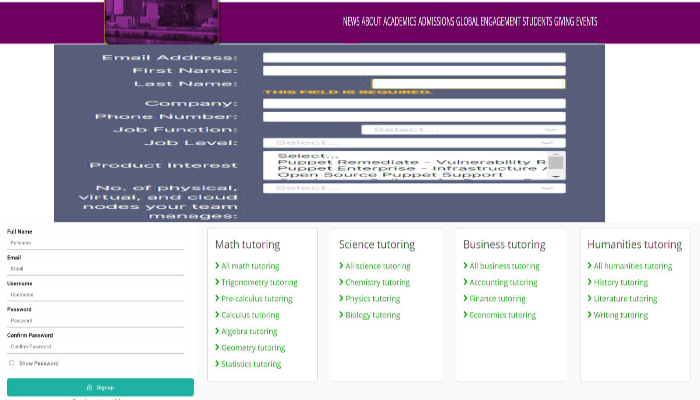 NEWS ABOUT ACADEMICS ADMISSIONS GLOBAL ENGAGEMENT STUDENTS GIVING EVENTS
Email Address:
First Name:
Last Name:
THIS FIELD IS REQUIRED.
Company:
Phone Number:
Job Function:
Select...
Job Level:
Select...
Product Interest
Select...
Puppet Remediate - Vulnerability R
Puppet Enterprise - Infrastructure
Open Source Puppet Support
No. of physical,
virtual, and cloud
nodes your team
manages:
Select...
Full Name
Fullname
Email
Email
Username
Username
Password
Password
Confirm Password
Confirm Password
Show Password
Signup
Math tutoring
All math tutoring
Trigonometry tutoring
Pre-calculus tutoring
Calculus tutoring
Algebra tutoring
Geometry tutoring
Statistics tutoring
Science tutoring
All science tutoring
Chemistry tutoring
Physics tutoring
Biology tutoring
Business tutoring
All business tutoring
Accounting tutoring
Finance tutoring
Economics tutoring
Humanities tutoring
All humanities tutoring
History tutoring
Literature tutoring
Writing tutoring